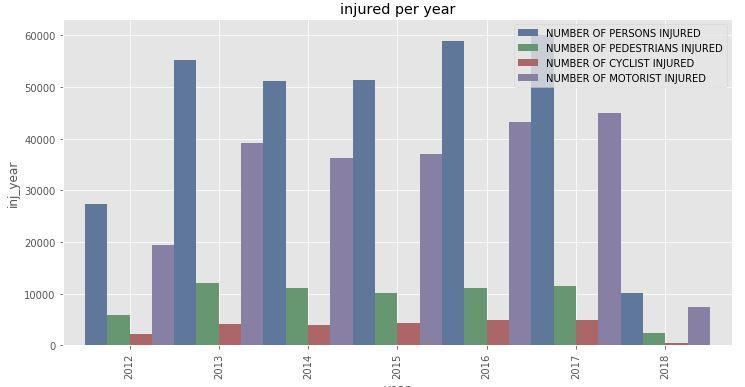 injured per year
NUMBER OF PERSONS INJURED
NUMBER OF PEDESTRIANS INJURED
NUMBER OF CYCLIST INJURED
NUMBER OF MOTORIST INJURED
60000
50000
40000
30000
20000
10000
0
inj_year
2012
2013
2014
2015
2016
2017
2018